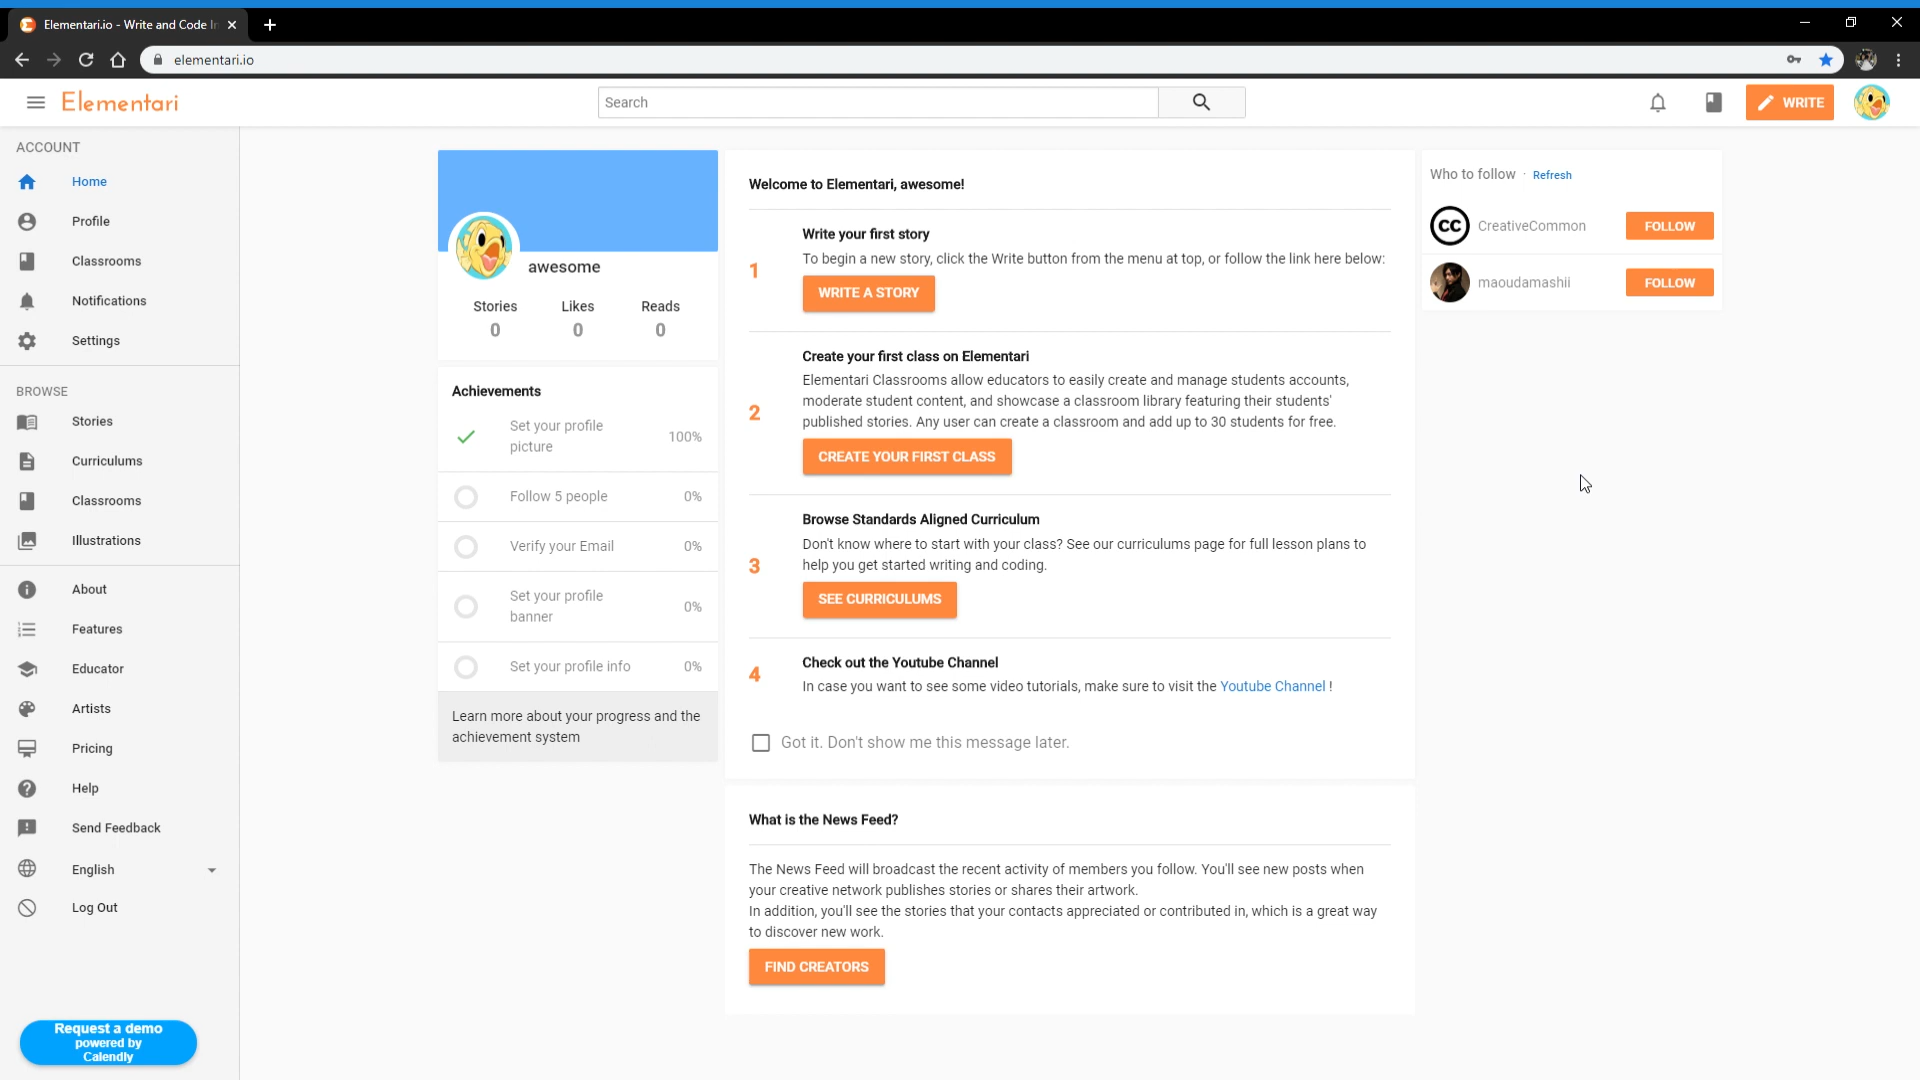 Elementari.io - Write and Code In
elementari.io
Elementari
Search
WRITE
ACCOUNT
Home
Profile
Classrooms
Notifications
Settings
BROWSE
Stories
Curriculums
Classrooms
Illustrations
About
Features
Educator
Artists
Pricing
Help
Send Feedback
English
Log Out
Request a demo
powered by
Calendly
awesome
Stories Likes Reads
0 0 0
Achievements
Set your profile
picture
100%
Follow 5 people 0%
Verify your Email 0%
Set your profile
banner
0%
Set your profile info 0%
Learn more about your progress and the
achievement system
Welcome to Elementari, awesome!
1
Write your first story
To begin a new story, click the Write button from the menu at top, or follow the link here below:
WRITE A STORY
2
Create your first class on Elementari
Elementari Classrooms allow educators to easily create and manage students accounts,
moderate student content, and showcase a classroom library featuring their students'
published stories. Any user can create a classroom and add up to 30 students for free.
CREATE YOUR FIRST CLASS
3
Browse Standards Aligned Curriculum
Don't know where to start with your class? See our curriculums page for full lesson plans to
help you get started writing and coding.
SEE CURRICULUMS
4
Check out the Youtube Channel
In case you want to see some video tutorials, make sure to visit the Youtube Channel !
Got it. Don't show me this message later.
What is the News Feed?
The News Feed will broadcast the recent activity of members you follow. You'll see new posts when
your creative network publishes stories or shares their artwork.
In addition, you'll see the stories that your contacts appreciated or contributed in, which is a great way
to discover new work.
FIND CREATORS
Who to follow · Refresh
CC CreativeCommon FOLLOW
maoudamashii FOLLOW